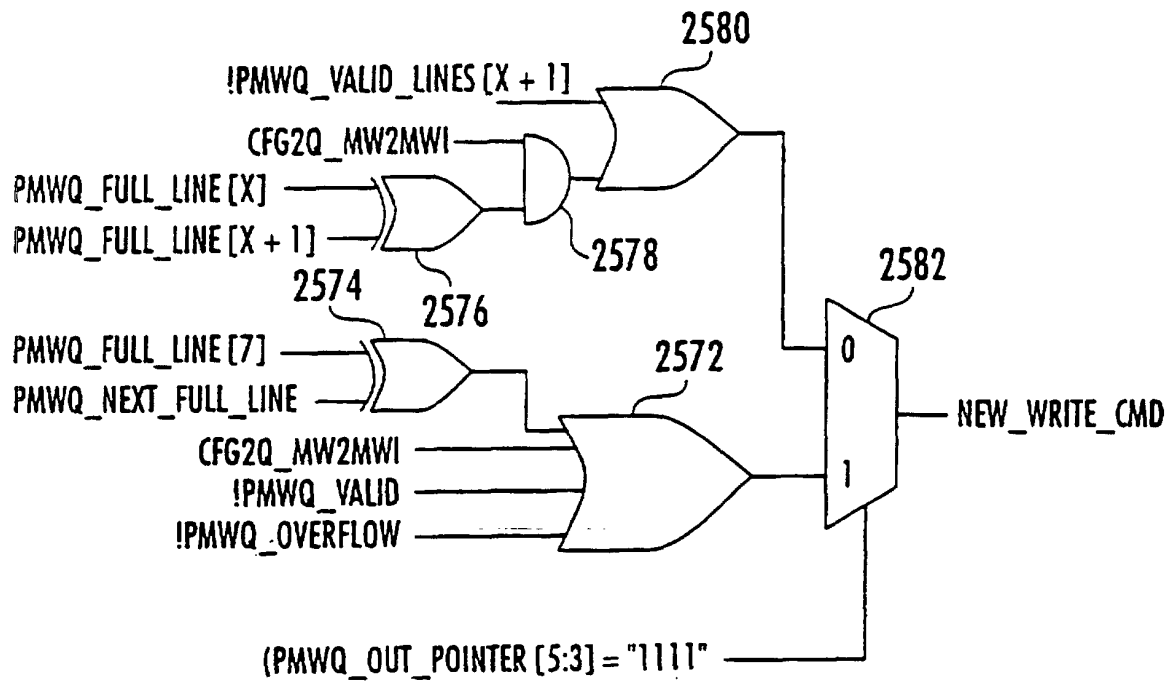 2580
!PMWQ_VALID_LINES [X + 1]
CFG2Q_MW2MWI
PMWQ_FULL_LINE [X]
PMWQ_FULL_LINE [X + 1]
2578
2574
2576
2582
PMWQ_FULL_LINE [7]
0
2572
PMWQ_NEXT_FULL_LINE
NEW_WRITE_CMD
CFG2Q_MW2MWI
1
!PMWQ_VALID
!PMWQ_OVERFLOW
(PMWQ_OUT_POINTER [5:3] = "1111"